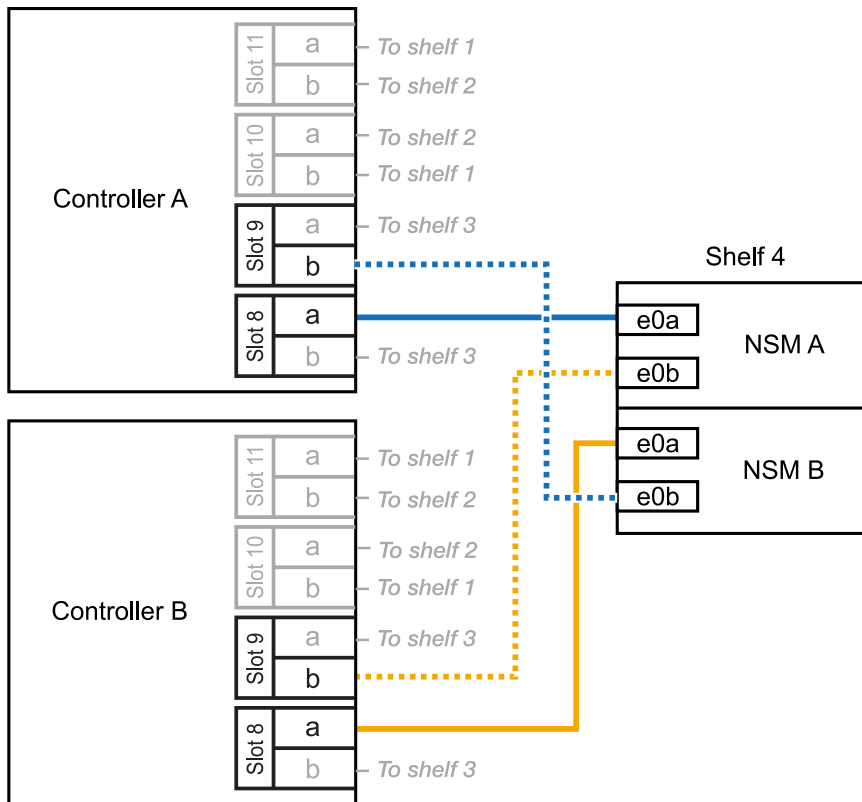 Controller A
Slot 11
a
To shelf 1
b
To shelf 2
Slot 10
a
To shelf 2
b
To shelf 1
Slot 9
a
To shelf 3
b
Slot 8
a
b
To shelf 3
Shelf 4
e0a
NSM A
e0b
e0a
NSM B
e0b
Controller B
Slot 11
a
To shelf 1
b
To shelf 2
Slot 10
a
To shelf 2
b
To shelf 1
Slot 9
a
To shelf 3
b
Slot 8
a
b
To shelf 3